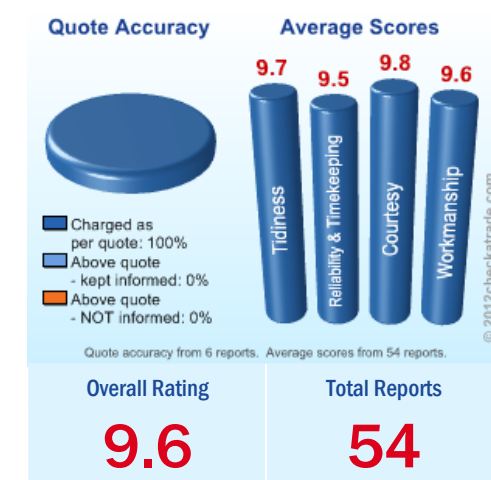 Quote Accuracy
Average Scores
9.7
9.5
9.8
9.6
Tidiness
Reliability & Timekeeping
Courtesy
Workmanship
Charged as
per quote: 100%
Above quote
- kept informed: 0%
Above quote
- NOT informed: 0%
© 2012checkatrade.com
Quote accuracy from 6 reports. Average scores from 54 reports.
Overall Rating
9.6
Total Reports
54